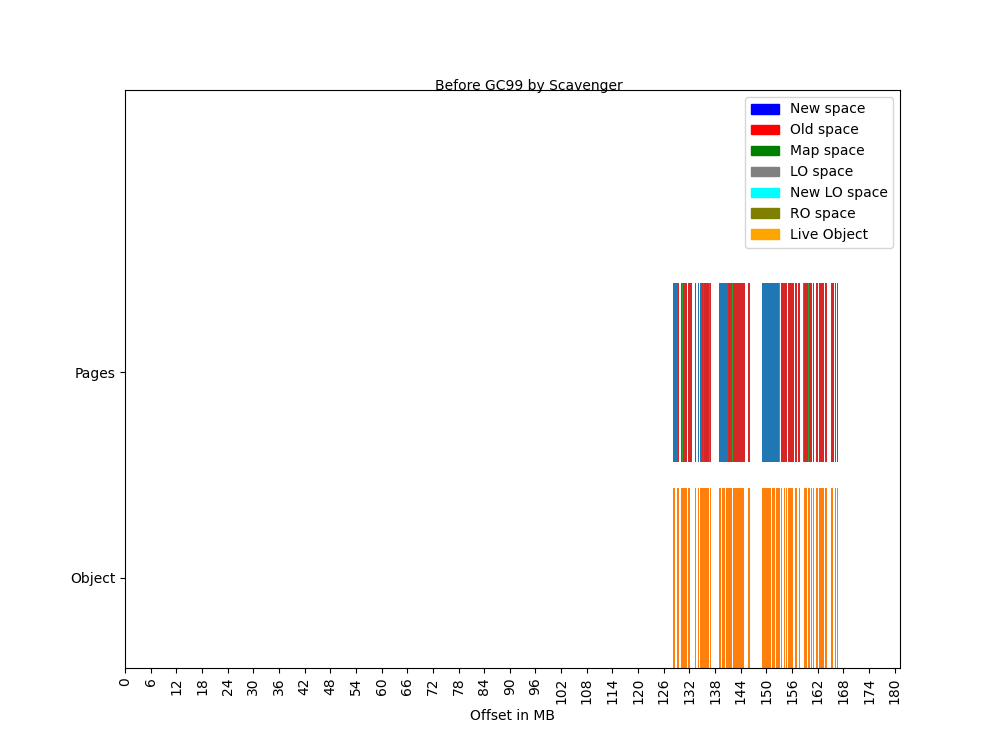 Before GC99 by Scavenger
New space
Old space
Map space
LO space
New LO space
RO space
Live Object
Pages
Object
0 6 12 18 24 30 36 42 48 54 60 66 72 78 84 90 96 102 108 114 120 126 132 138 144 150 156 162 168 174 180
Offset in MB